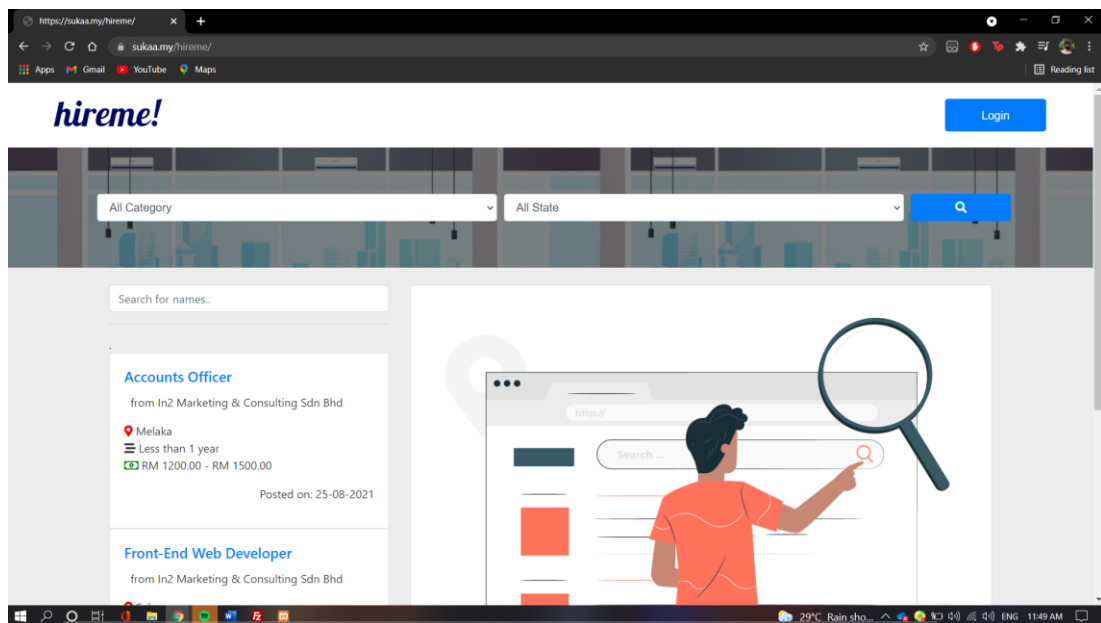 https://sukaa.my/hireme/
sukaa.my/hireme/
Apps Gmail YouTube Maps Reading list
hireme! Login
All Category All State
Search for names..
.
Accounts Officer
from In2 Marketing & Consulting Sdn Bhd
Melaka
Less than 1 year
RM 1200.00 - RM 1500.00
Posted on: 25-08-2021
Front-End Web Developer
from In2 Marketing & Consulting Sdn Bhd
http://
Search ...
29°C Rain sho... ENG 11:49 AM